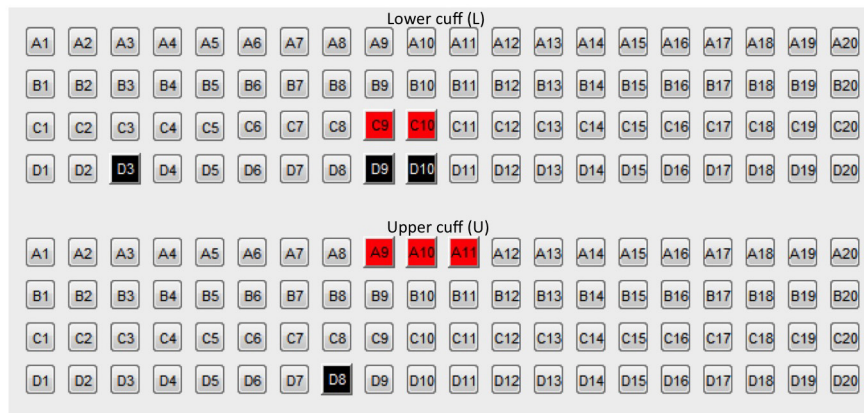 Lower cuff (L)
A1 A2 A3 A4 A5 A6 A7 A8 A9 A10 A11 A12 A13 A14 A15 A16 A17 A18 A19 A20
B1 B2 B3 B4 B5 B6 B7 B8 B9 B10 B11 B12 B13 B14 B15 B16 B17 B18 B19 B20
C1 C2 C3 C4 C5 C6 C7 C8 C9 C10 C11 C12 C13 C14 C15 C16 C17 C18 C19 C20
D1 D2 D3 D4 D5 D6 D7 D8 D9 D10 D11 D12 D13 D14 D15 D16 D17 D18 D19 D20
Upper cuff (U)
A1 A2 A3 A4 A5 A6 A7 A8 A9 A10 A11 A12 A13 A14 A15 A16 A17 A18 A19 A20
B1 B2 B3 B4 B5 B6 B7 B8 B9 B10 B11 B12 B13 B14 B15 B16 B17 B18 B19 B20
C1 C2 C3 C4 C5 C6 C7 C8 C9 C10 C11 C12 C13 C14 C15 C16 C17 C18 C19 C20
D1 D2 D3 D4 D5 D6 D7 D8 D9 D10 D11 D12 D13 D14 D15 D16 D17 D18 D19 D20